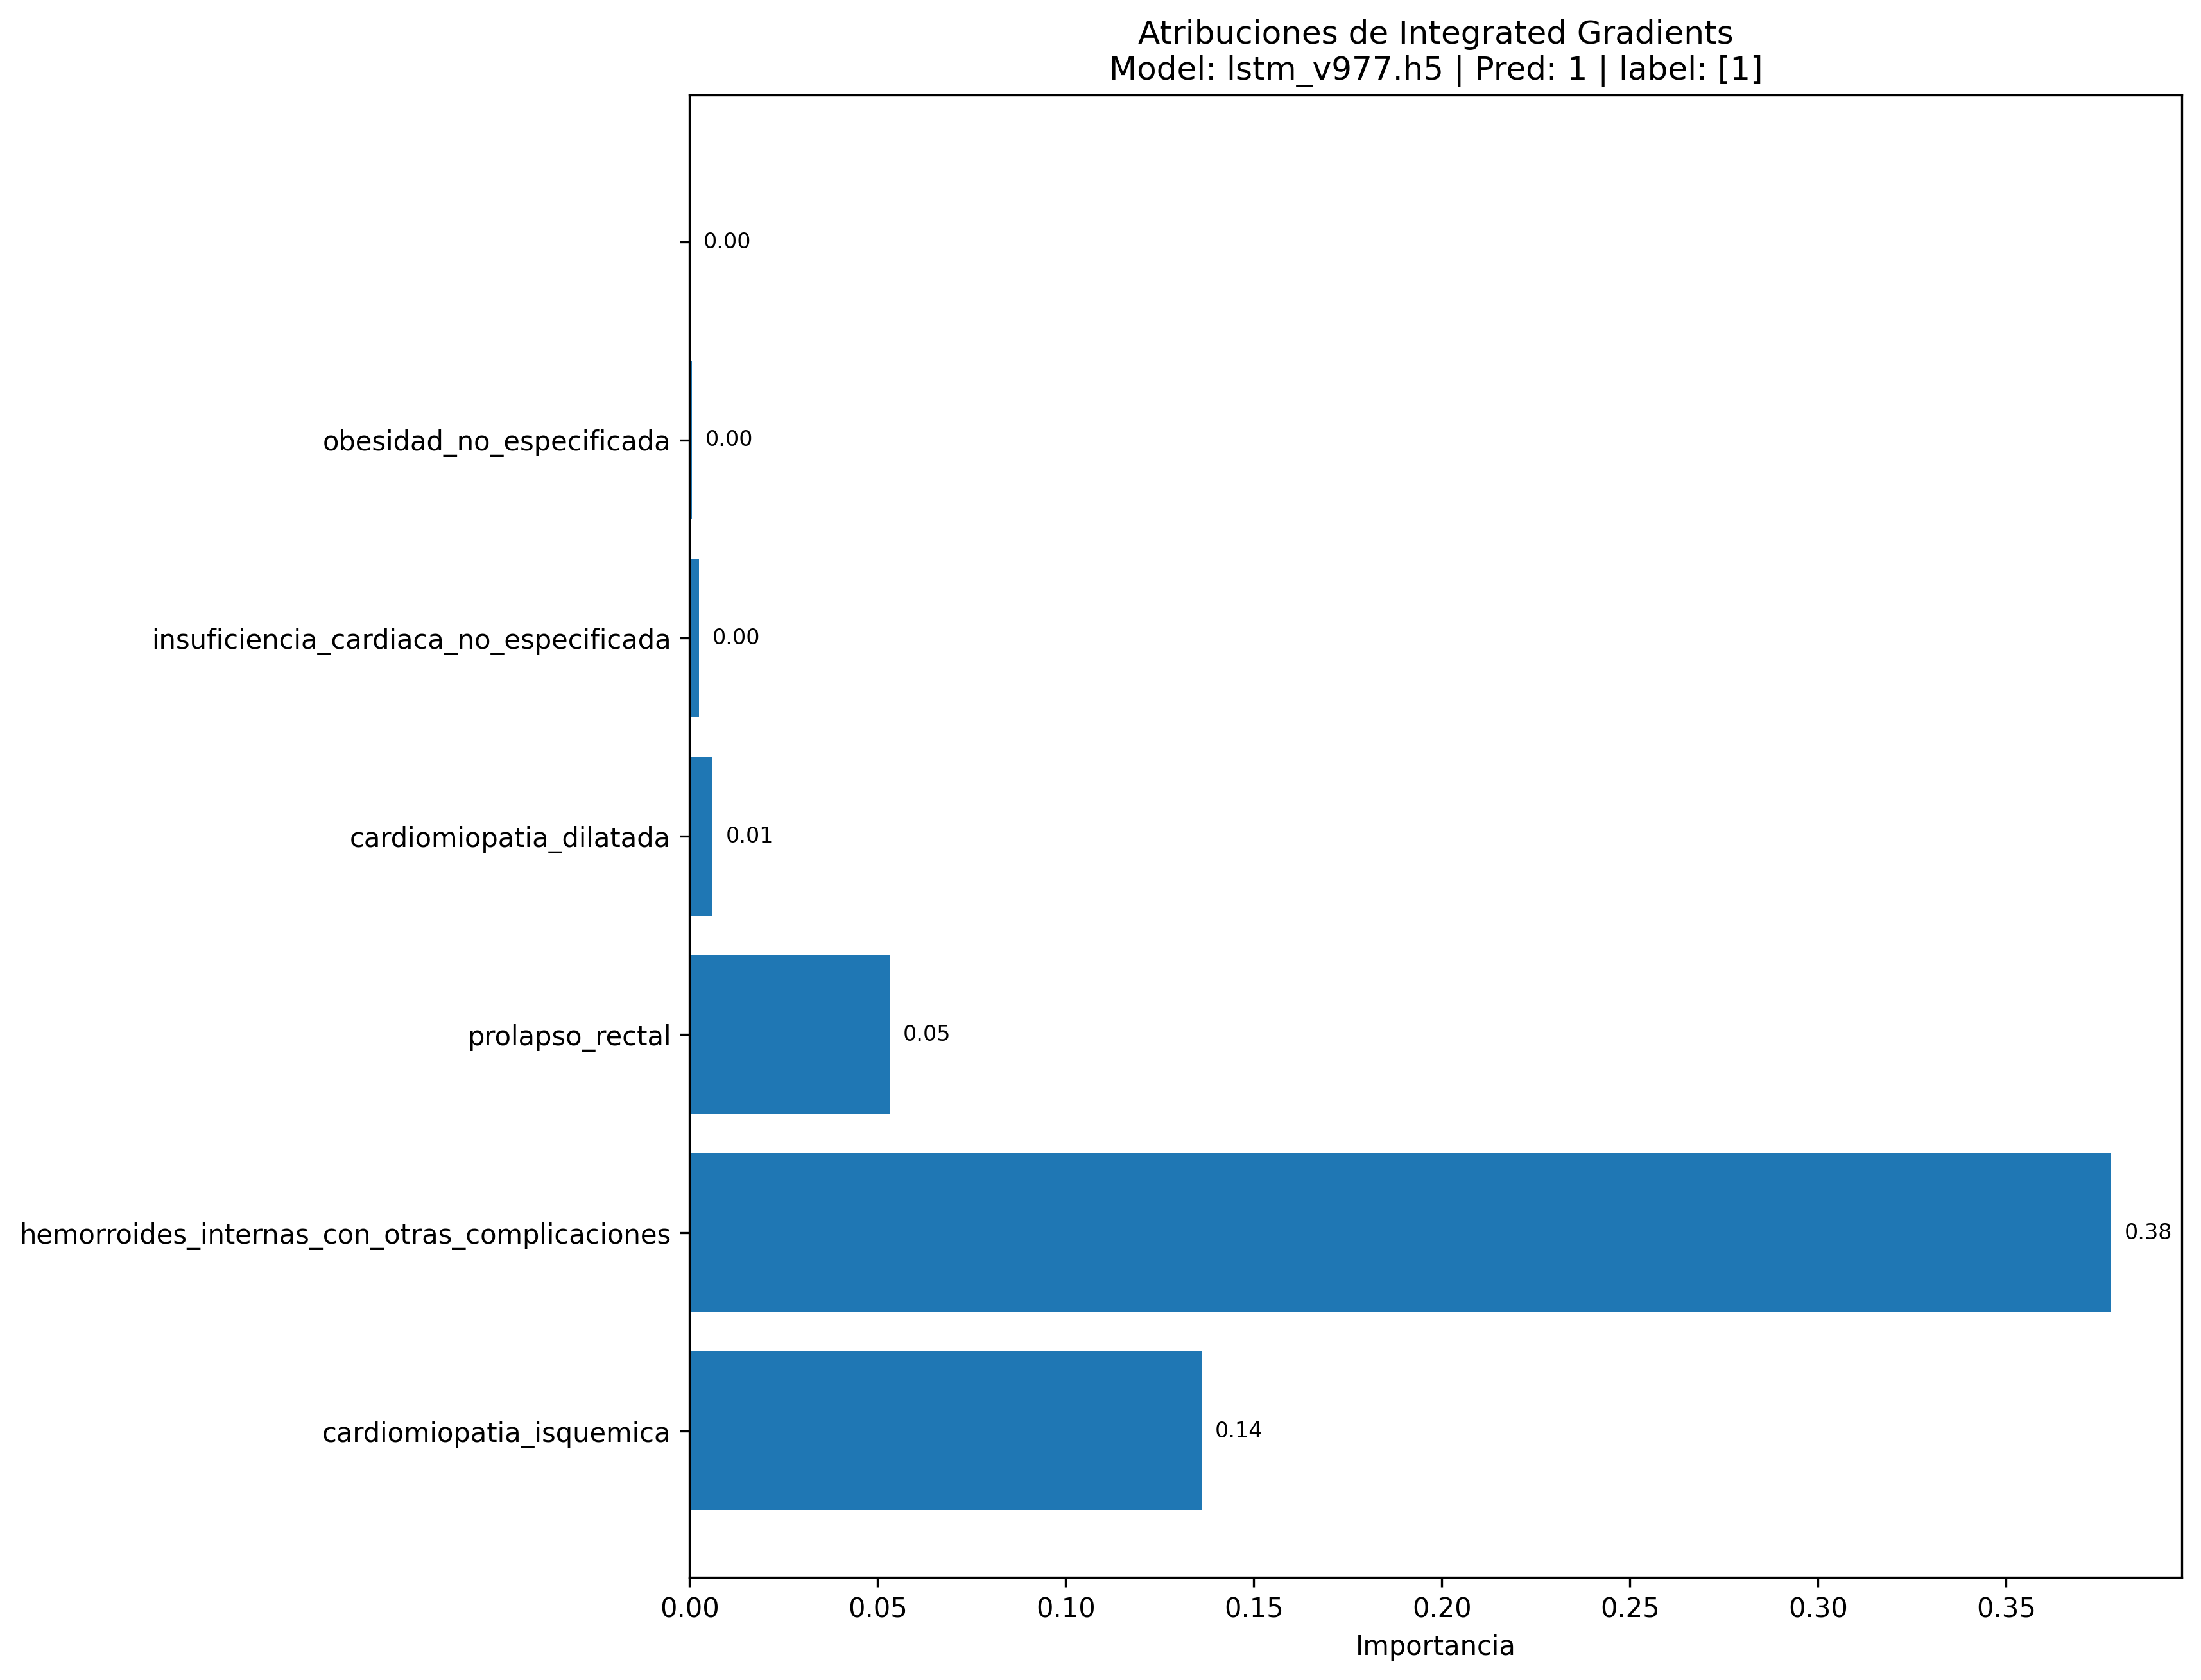 Atribuciones de Integrated Gradients
Model: lstm_v977.h5 | Pred: 1 | label: [1]
0.00
obesidad_no_especificada 0.00
insuficiencia_cardiaca_no_especificada 0.00
cardiomiopatia_dilatada 0.01
prolapso_rectal 0.05
hemorroides_internas_con_otras_complicaciones 0.38
cardiomiopatia_isquemica 0.14
0.00 0.05 0.10 0.15 0.20 0.25 0.30 0.35
Importancia